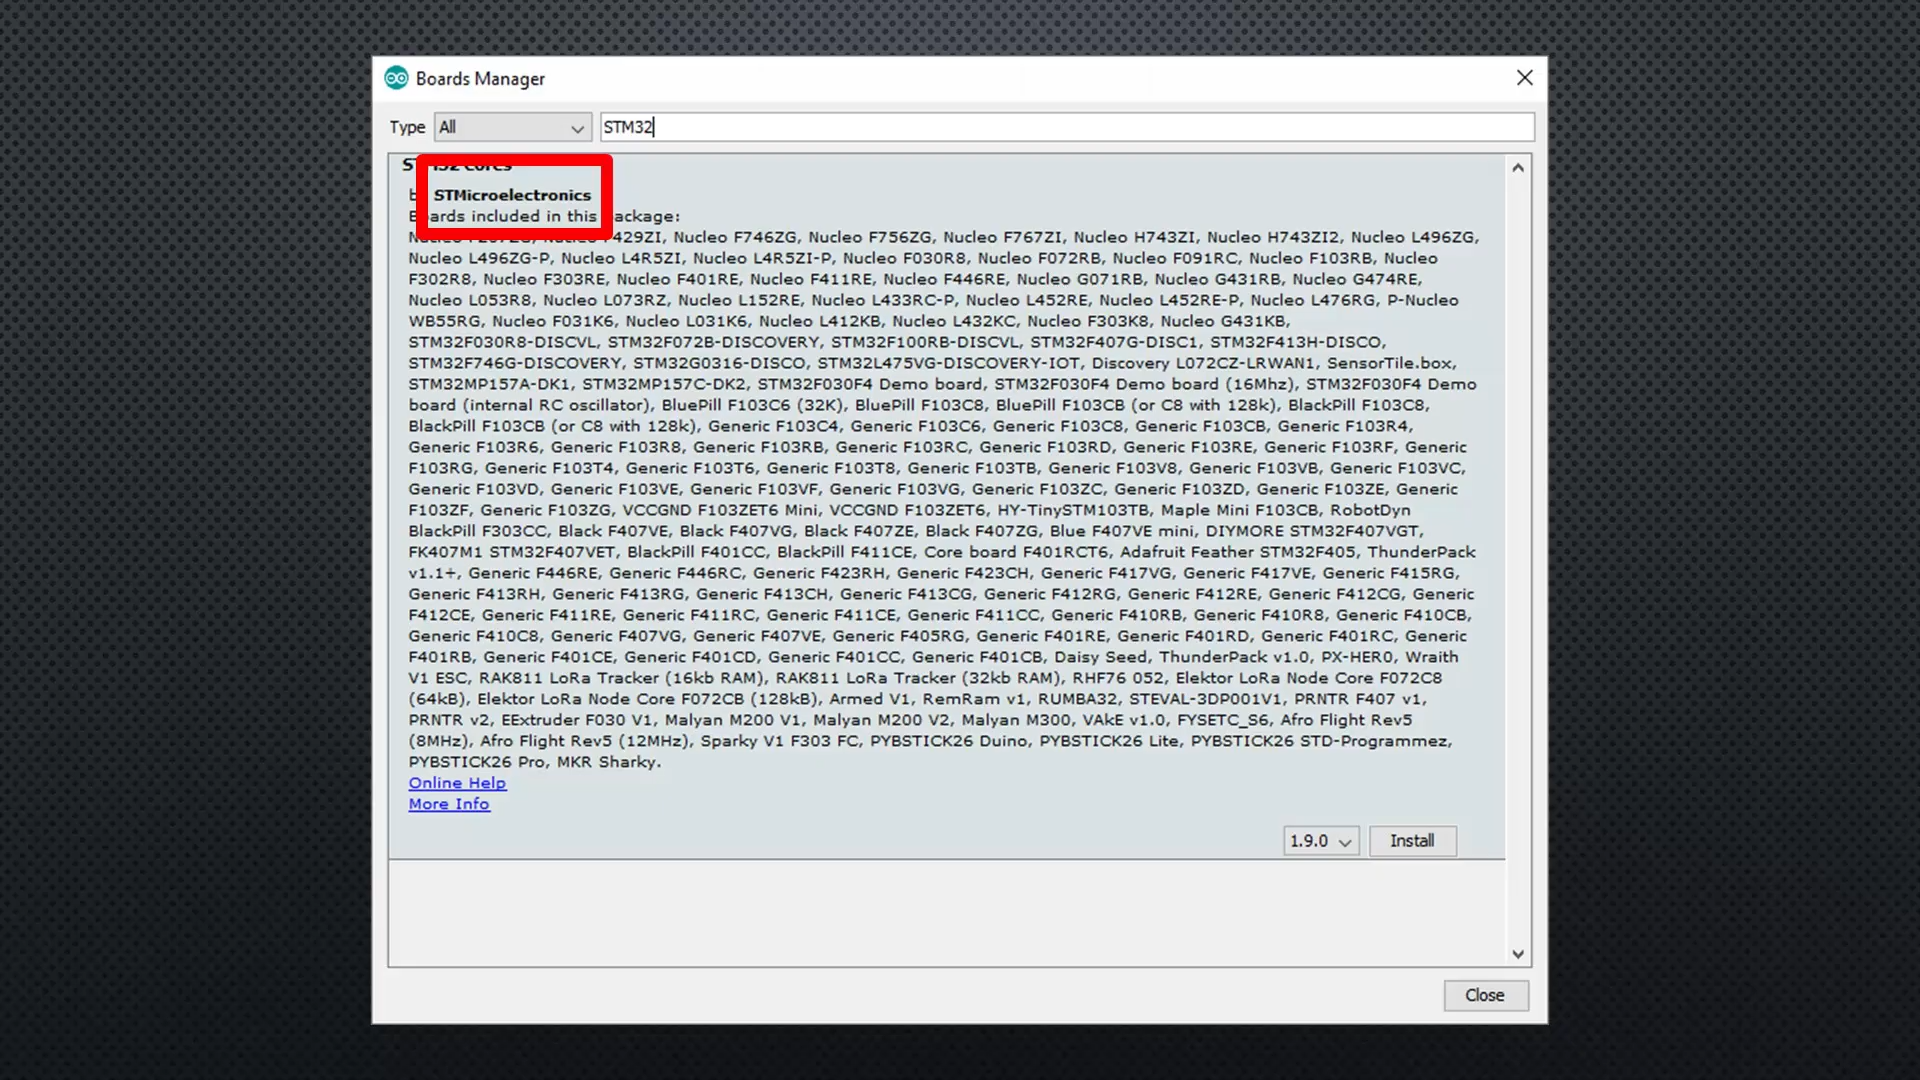 Boards Manager
Type All STM32
STMicroelectronics
Boards included in this package:
Nucleo F429ZI, Nucleo F746ZG, Nucleo F756ZG, Nucleo F767ZI, Nucleo H743ZI, Nucleo H743ZI2, Nucleo L496ZG,
Nucleo L496ZG-P, Nucleo L4R5ZI, Nucleo L4R5ZI-P, Nucleo F030R8, Nucleo F072RB, Nucleo F091RC, Nucleo F103RB, Nucleo
F302R8, Nucleo F303RE, Nucleo F401RE, Nucleo F411RE, Nucleo F446RE, Nucleo G071RB, Nucleo G431RB, Nucleo G474RE,
Nucleo L053R8, Nucleo L073RZ, Nucleo L152RE, Nucleo L433RC-P, Nucleo L452RE, Nucleo L452RE-P, Nucleo L476RG, P-Nucleo
WB55RG, Nucleo F031K6, Nucleo L031K6, Nucleo L412KB, Nucleo L432KC, Nucleo F303K8, Nucleo G431KB,
STM32F030R8-DISCVL, STM32F072B-DISCOVERY, STM32F100RB-DISCVL, STM32F407G-DISC1, STM32F413H-DISCO,
STM32F746G-DISCOVERY, STM32G0316-DISCO, STM32L475VG-DISCOVERY-IOT, Discovery L072CZ-LRWAN1, SensorTile.box,
STM32MP157A-DK1, STM32MP157C-DK2, STM32F030F4 Demo board, STM32F030F4 Demo board (16Mhz), STM32F030F4 Demo
board (internal RC oscillator), BluePill F103C6 (32K), BluePill F103C8, BluePill F103CB (or C8 with 128k), BlackPill F103C8,
BlackPill F103CB (or C8 with 128k), Generic F103C4, Generic F103C6, Generic F103C8, Generic F103CB, Generic F103R4,
Generic F103R6, Generic F103R8, Generic F103RB, Generic F103RC, Generic F103RD, Generic F103RE, Generic F103RF, Generic
F103RG, Generic F103T4, Generic F103T6, Generic F103T8, Generic F103TB, Generic F103V8, Generic F103VB, Generic F103VC,
Generic F103VD, Generic F103VE, Generic F103VF, Generic F103VG, Generic F103ZC, Generic F103ZD, Generic F103ZE, Generic
F103ZF, Generic F103ZG, VCCGND F103ZET6 Mini, VCCGND F103ZET6, HY-TinySTM103TB, Maple Mini F103CB, RobotDyn
BlackPill F303CC, Black F407VE, Black F407VG, Black F407ZE, Black F407ZG, Blue F407VE mini, DIYMORE STM32F407VGT,
FK407M1 STM32F407VET, BlackPill F401CC, BlackPill F411CE, Core board F401RCT6, Adafruit Feather STM32F405, ThunderPack
v1.1+, Generic F446RE, Generic F446RC, Generic F423RH, Generic F423CH, Generic F417VG, Generic F417VE, Generic F415RG,
Generic F413RH, Generic F413RG, Generic F413CH, Generic F413CG, Generic F412RG, Generic F412RE, Generic F412CG, Generic
F412CE, Generic F411RE, Generic F411RC, Generic F411CE, Generic F411CC, Generic F410RB, Generic F410R8, Generic F410CB,
Generic F410C8, Generic F407VG, Generic F407VE, Generic F405RG, Generic F401RE, Generic F401RD, Generic F401RC, Generic
F401RB, Generic F401CE, Generic F401CD, Generic F401CC, Generic F401CB, Daisy Seed, ThunderPack v1.0, PX-HER0, Wraith
V1 ESC, RAK811 LoRa Tracker (16kb RAM), RAK811 LoRa Tracker (32kb RAM), RHF76 052, Elektor LoRa Node Core F072C8
(64kB), Elektor LoRa Node Core F072CB (128kB), Armed V1, RemRam v1, RUMBA32, STEVAL-3DP001V1, PRNTR F407 v1,
PRNTR v2, EExtruder F030 V1, Malyan M200 V1, Malyan M200 V2, Malyan M300, VAkE v1.0, FYSETC_S6, Afro Flight Rev5
(8MHz), Afro Flight Rev5 (12MHz), Sparky V1 F303 FC, PYBSTICK26 Duino, PYBSTICK26 Lite, PYBSTICK26 STD-Programmez,
PYBSTICK26 Pro, MKR Sharky.
Online Help
More Info
1.9.0 Install
Close